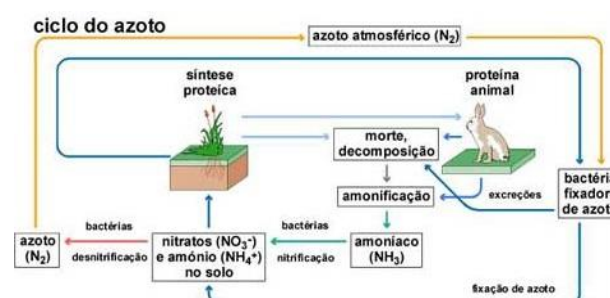 ciclo do azoto
azoto atmosférico (N₂)
síntese
proteica
proteína
animal
morte,
decomposição
bactéria
fixador
de azot
amonificação
excreções
azoto
(N₂)
bactérias
desnitrificação
nitratos (NO₃⁻)
e amónio (NH₄⁺)
no solo
bactérias
nitrificação
amoníaco
(NH₃)
fixação de azoto